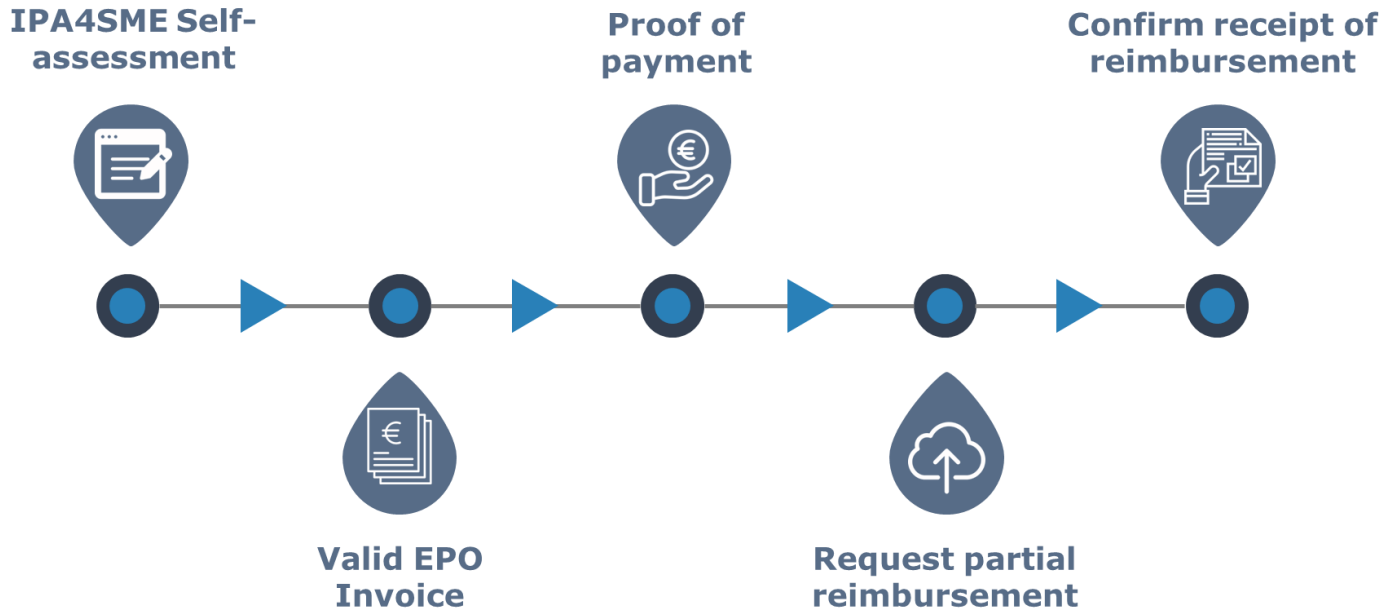 IPA4SME Self-
assessment
Valid EPO
Invoice
Proof of
payment
Request partial
reimbursement
Confirm receipt of
reimbursement